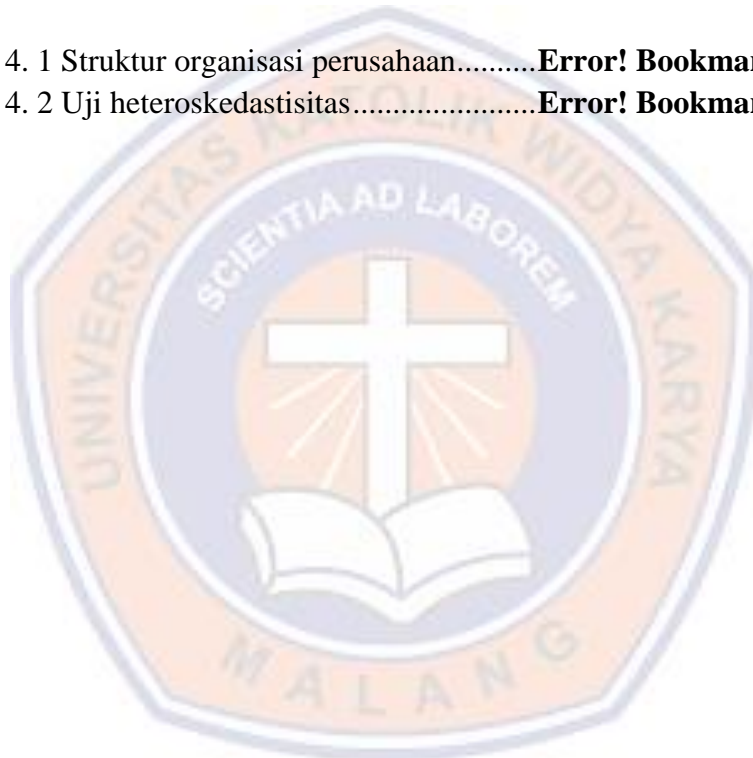 4. 1 Struktur organisasi perusahaan..........Error! Bookmar
4. 2 Uji heteroskedastisitas.......................Error! Bookmar
UNIVERSITAS KATOLIK WIDYA KARYA
SCIENTIA AD LABOREM
MALANG